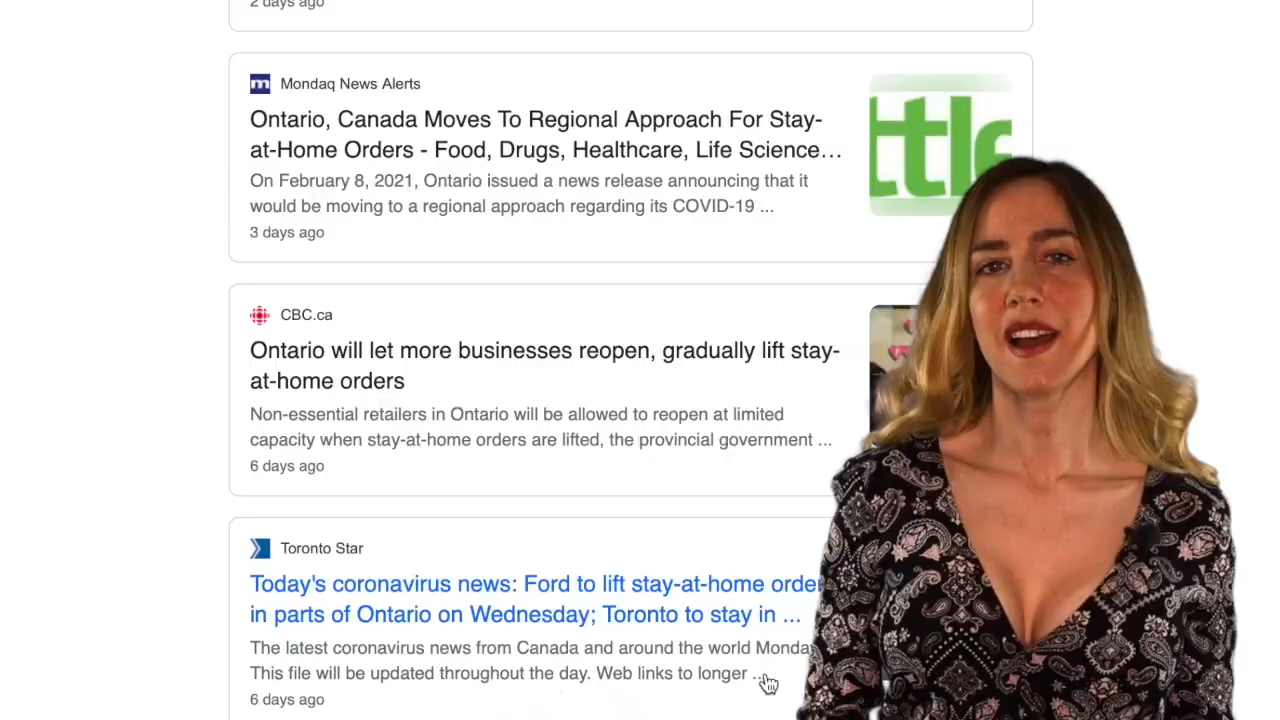 2 days ago
Mondaq News Alerts
Ontario, Canada Moves To Regional Approach For Stay-
at-Home Orders - Food, Drugs, Healthcare, Life Science...
On February 8, 2021, Ontario issued a news release announcing that it
would be moving to a regional approach regarding its COVID-19 ...
3 days ago
CBC.ca
Ontario will let more businesses reopen, gradually lift stay-
at-home orders
Non-essential retailers in Ontario will be allowed to reopen at limited
capacity when stay-at-home orders are lifted, the provincial government ...
6 days ago
Toronto Star
Today's coronavirus news: Ford to lift stay-at-home order
in parts of Ontario on Wednesday; Toronto to stay in ...
The latest coronavirus news from Canada and around the world Monda
This file will be updated throughout the day. Web links to longer ...
6 days ago